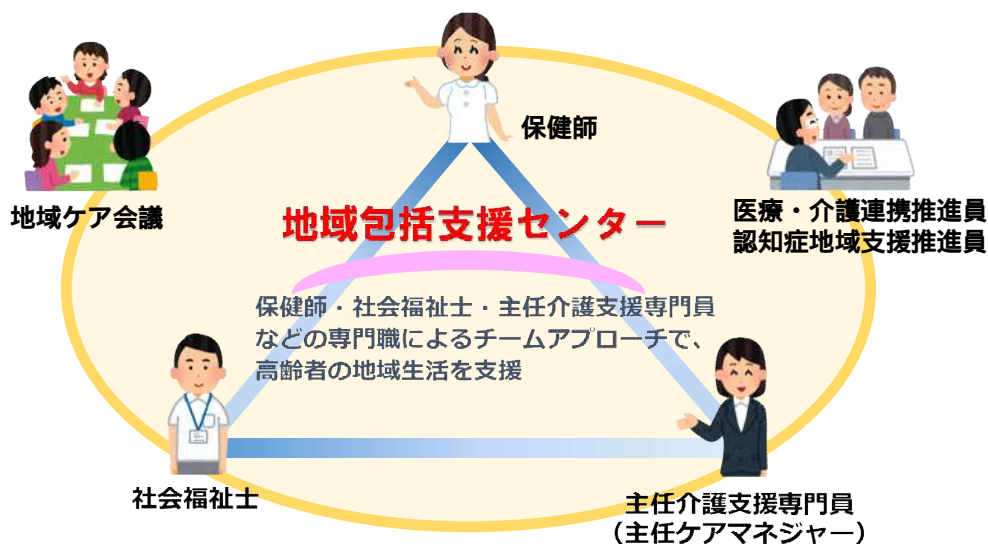 保健師
地域ケア会議
医療・介護連携推進員
認知症地域支援推進員
地域包括支援センター
保健師・社会福祉士・主任介護支援専門員
などの専門職によるチームアプローチで、
高齢者の地域生活を支援
社会福祉士
主任介護支援専門員
（主任ケアマネジャー）